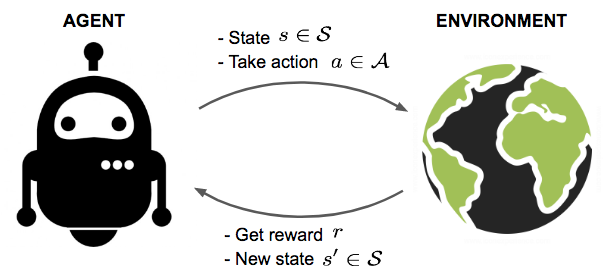 AGENT
ENVIRONMENT
- State s ∈ 𝒮
- Take action a ∈ 𝒜
- Get reward r
- New state s′ ∈ 𝒮